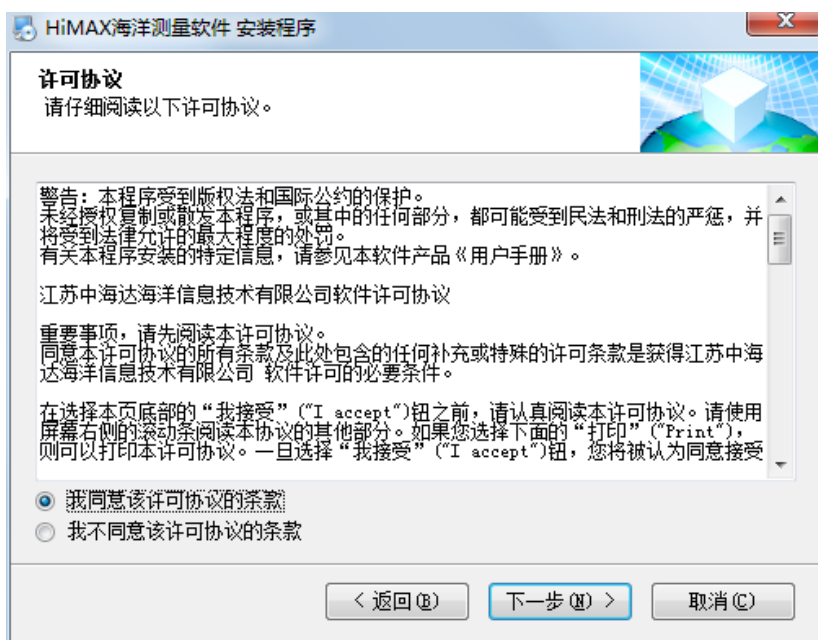 HiMAX海洋测量软件 安装程序
许可协议
请仔细阅读以下许可协议。
警告: 本程序受到版权法和国际公约的保护。
未经授权复制或散发本程序, 或其中的任何部分, 都可能受到民法和刑法的严惩, 并
将受到法律允许的最大程度的处罚。
有关本程序安装的特定信息, 请参见本软件产品《用户手册》。
江苏中海达海洋信息技术有限公司软件许可协议
重要事项, 请先阅读本许可协议。
同意本许可协议的所有条款及此处包含的任何补充或特殊的许可条款是获得江苏中海
达海洋信息技术有限公司 软件许可的必要条件。
在选择本页底部的“我接受”("I accept")钮之前, 请认真阅读本许可协议。请使用
屏幕右侧的滚动条阅读本协议的其他部分。如果您选择下面的“打印”("Print"),
则可以打印本许可协议。一旦选择“我接受”("I accept")钮, 您将被认为同意接受
我同意该许可协议的条款
我不同意该许可协议的条款
< 返回(B)
下一步(N) >
取消(C)